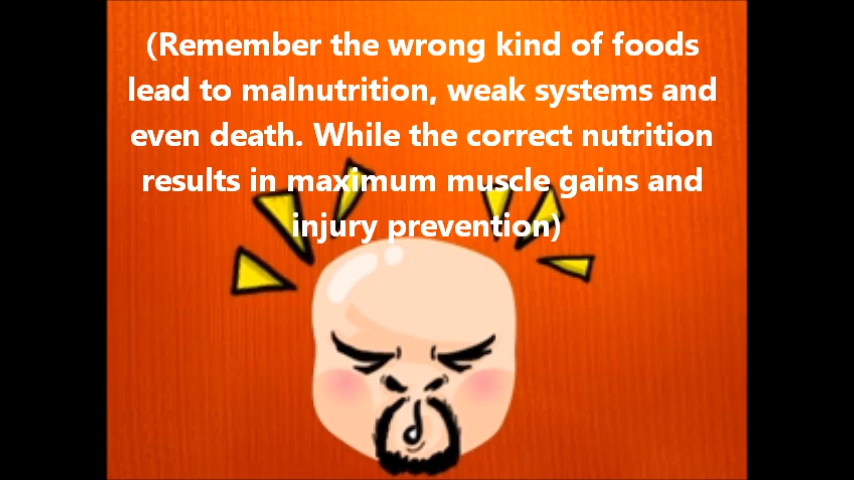 (Remember the wrong kind of foods
lead to malnutrition, weak systems and
even death. While the correct nutrition
results in maximum muscle gains and
injury prevention)